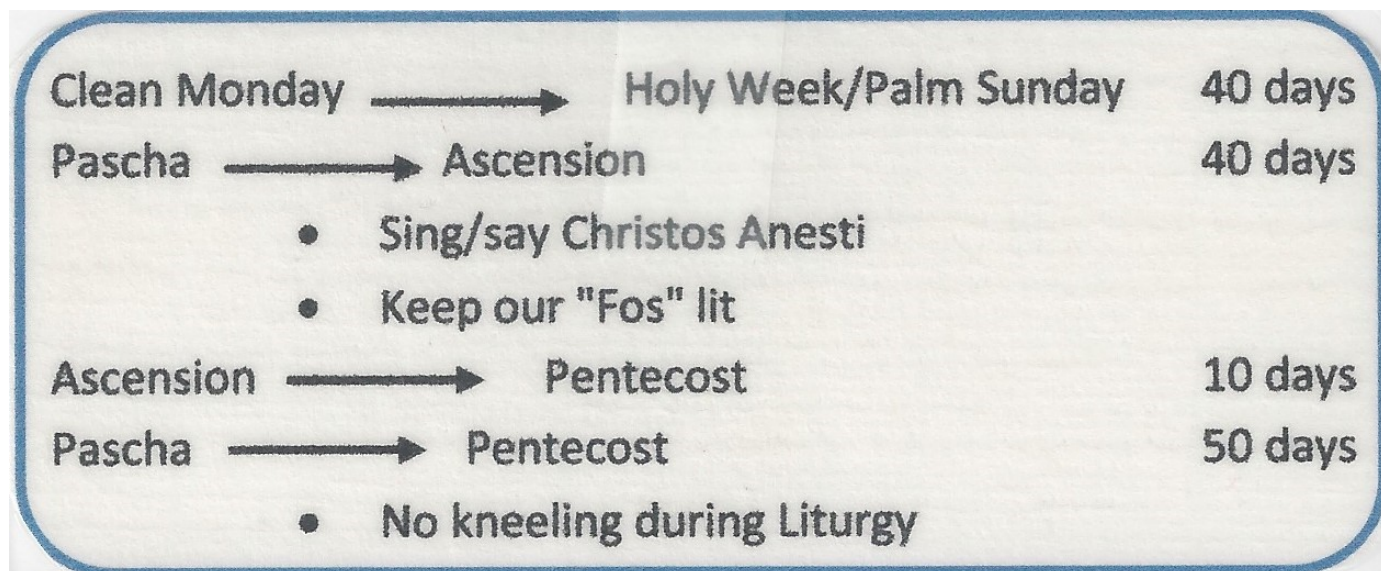 Clean Monday → Holy Week/Palm Sunday 40 days
Pascha → Ascension 40 days
• Sing/say Christos Anesti
• Keep our "Fos" lit
Ascension → Pentecost 10 days
Pascha → Pentecost 50 days
• No kneeling during Liturgy